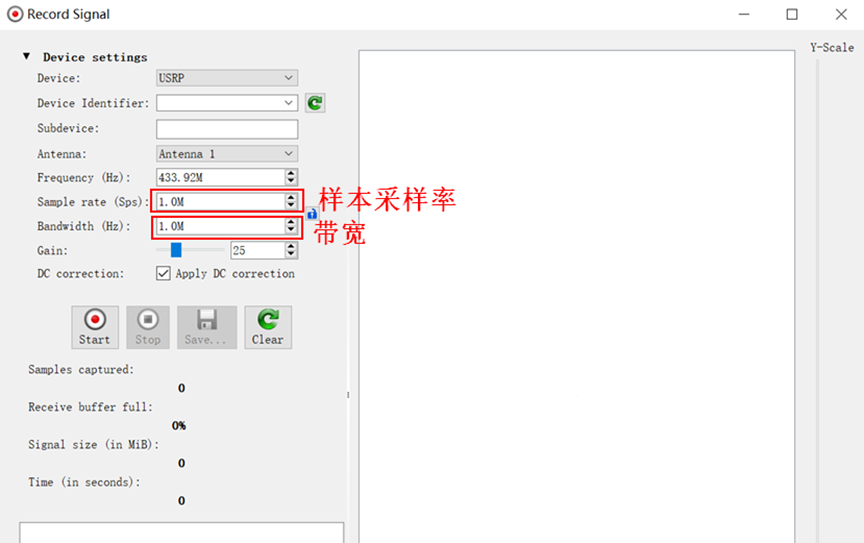 Record Signal
Y-Scale
▼ Device settings
Device: USRP
Device Identifier:
Subdevice:
Antenna: Antenna 1
Frequency (Hz): 433.92M
Sample rate (Sps): 1.0M 样本采样率
Bandwidth (Hz): 1.0M 带宽
Gain: 25
DC correction: Apply DC correction
Start Stop Save... Clear
Samples captured:
0
Receive buffer full:
0%
Signal size (in MiB):
0
Time (in seconds):
0